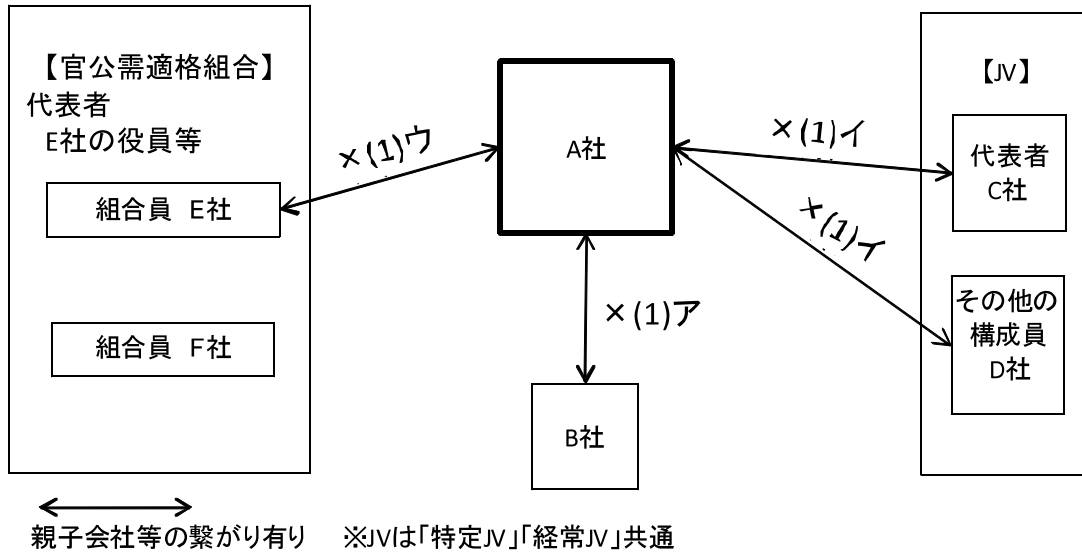 【官公需適格組合】
代表者
E社の役員等
組合員 E社
組合員 F社
×(1)ウ
A社
×(1)ア
B社
×(1)イ
×(1)イ
【JV】
代表者
C社
その他の
構成員
D社
親子会社等の繋がり有り ※JVは「特定JV」「経常JV」共通